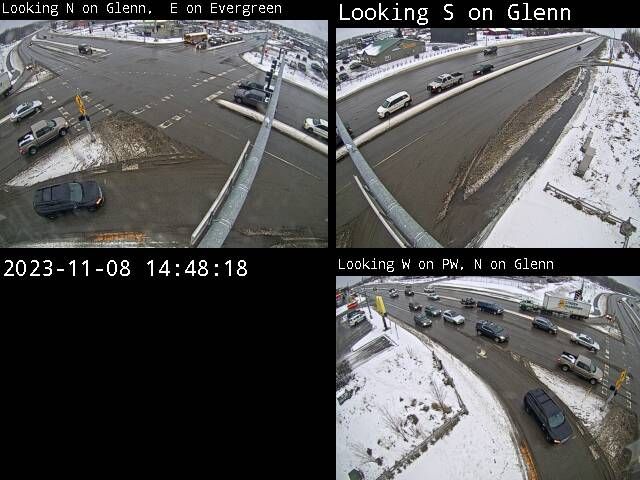 Looking N on Glenn,  E on Evergreen
Looking S on Glenn
2023-11-08 14:48:18
Looking W on PW, N on Glenn